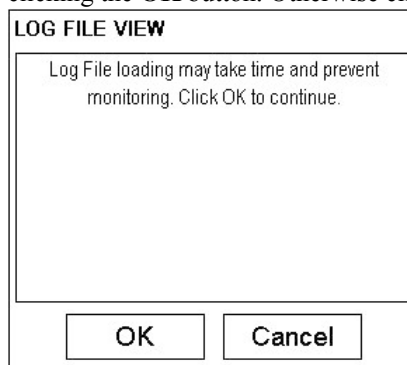 LOG FILE VIEW
Log File loading may take time and prevent
monitoring. Click OK to continue.
OK Cancel